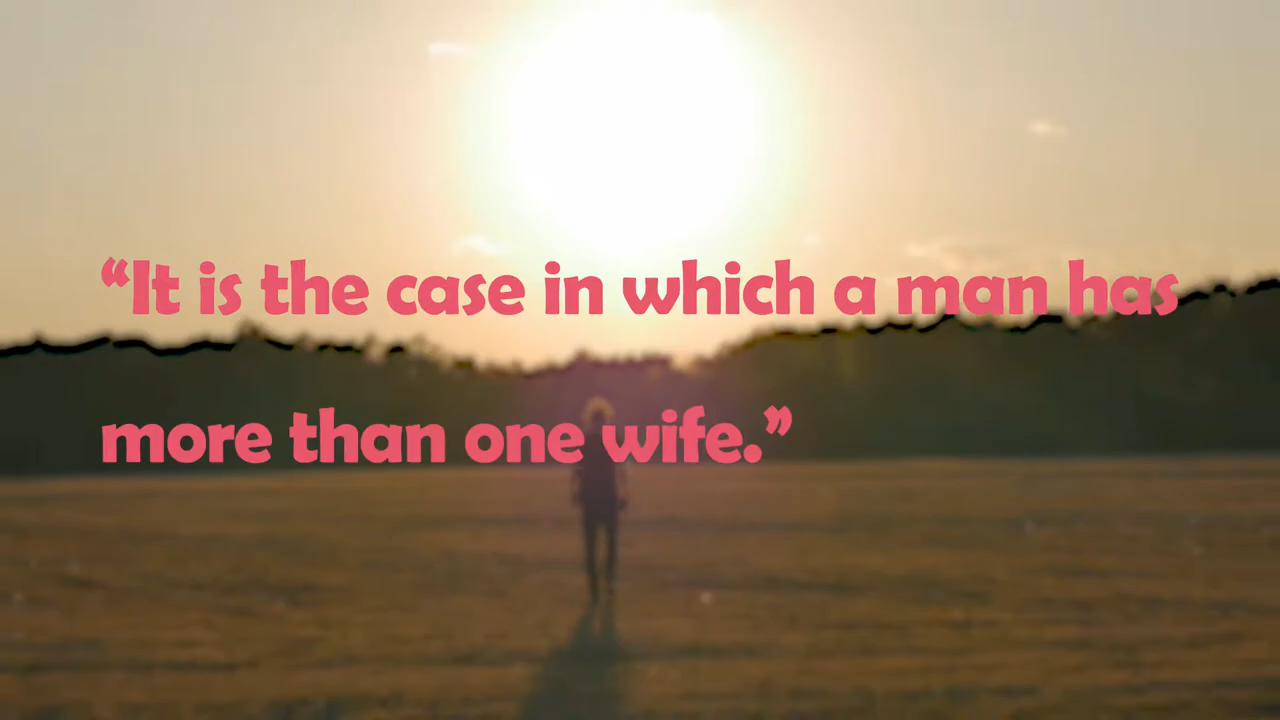 “It is the case in which a man has
more than one wife.”